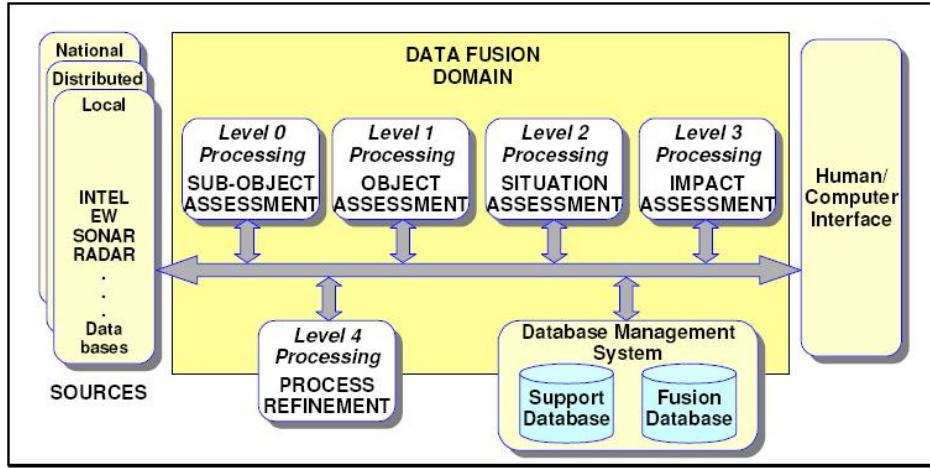 National
Distributed
Local
INTEL
EW
SONAR
RADAR
.
.
.
Data
bases
SOURCES
DATA FUSION
DOMAIN
Level 0
Processing
SUB-OBJECT
ASSESSMENT
Level 1
Processing
OBJECT
ASSESSMENT
Level 2
Processing
SITUATION
ASSESSMENT
Level 3
Processing
IMPACT
ASSESSMENT
Level 4
Processing
PROCESS
REFINEMENT
Database Management
System
Support
Database
Fusion
Database
Human/
Computer
Interface